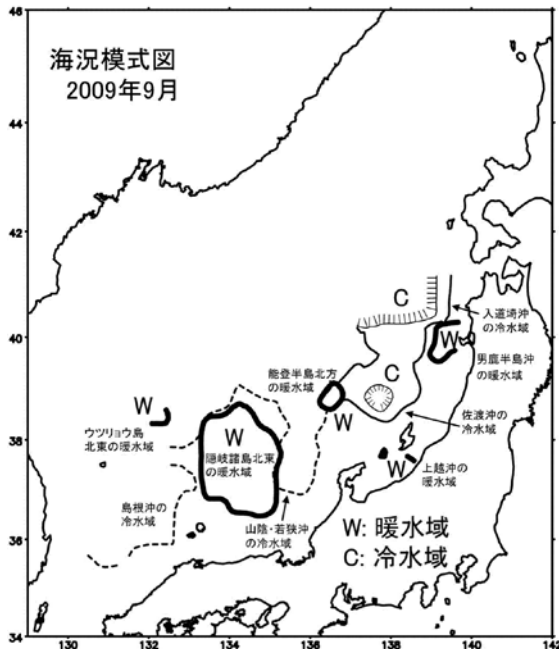 海況模式図
2009年9月
46
44
42
40
38
36
34
130
132
134
136
138
140
142
C
入道埼沖
の冷水域
W
男鹿半島沖
の暖水域
能登半島北方
の暖水域
C
W
佐渡沖の
冷水域
W
ウツリョウ島
北東の暖水域
W
隠岐諸島北東
の暖水域
W
上越沖の
暖水域
島根沖の
冷水域
山陰・若狭沖
の冷水域
W: 暖水域
C: 冷水域